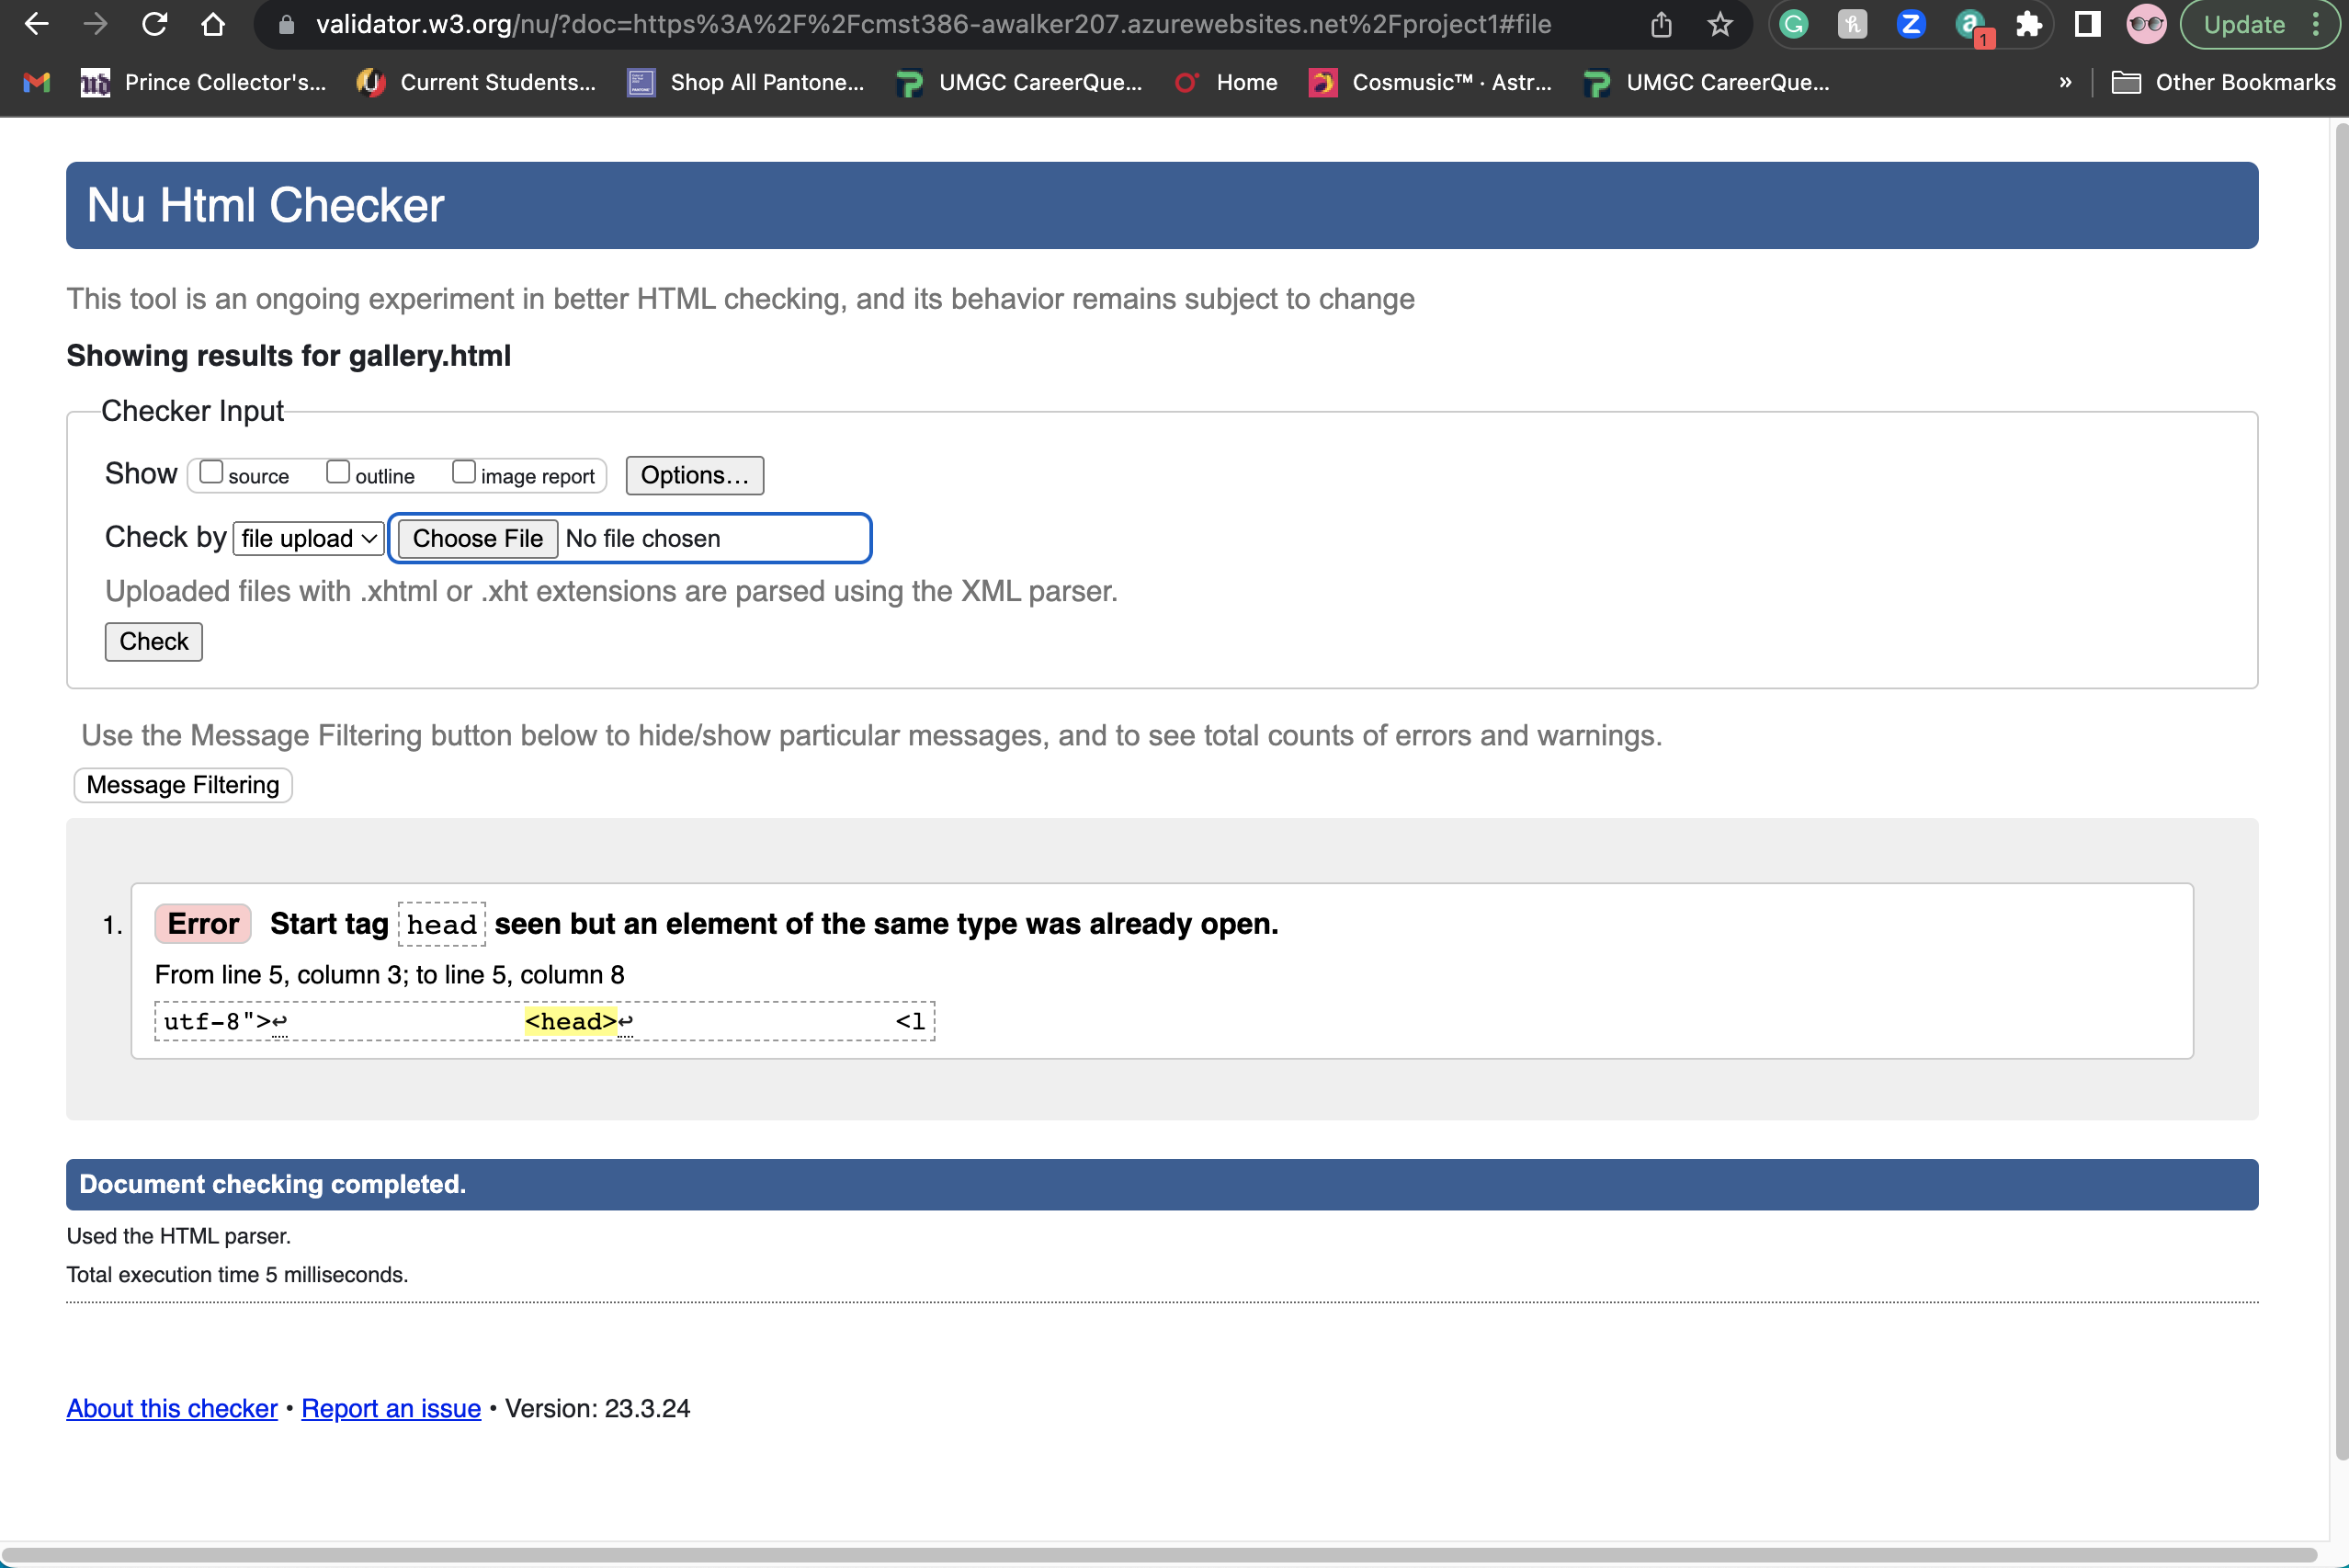 validator.w3.org/nu/?doc=https%3A%2F%2Fcmst386-awalker207.azurewebsites.net%2Fproject1#file
1
Update
Prince Collector's... Current Students... Shop All Pantone... UMGC CareerQue... Home Cosmusic™ · Astr... UMGC CareerQue... » Other Bookmarks
Nu Html Checker
This tool is an ongoing experiment in better HTML checking, and its behavior remains subject to change
Showing results for gallery.html
Checker Input
Show source outline image report Options...
Check by file upload Choose File No file chosen
Uploaded files with .xhtml or .xht extensions are parsed using the XML parser.
Check
Use the Message Filtering button below to hide/show particular messages, and to see total counts of errors and warnings.
Message Filtering
1. Error Start tag head seen but an element of the same type was already open.
From line 5, column 3; to line 5, column 8
utf-8">↩ <head>↩ <l
Document checking completed.
Used the HTML parser.
Total execution time 5 milliseconds.
About this checker • Report an issue • Version: 23.3.24